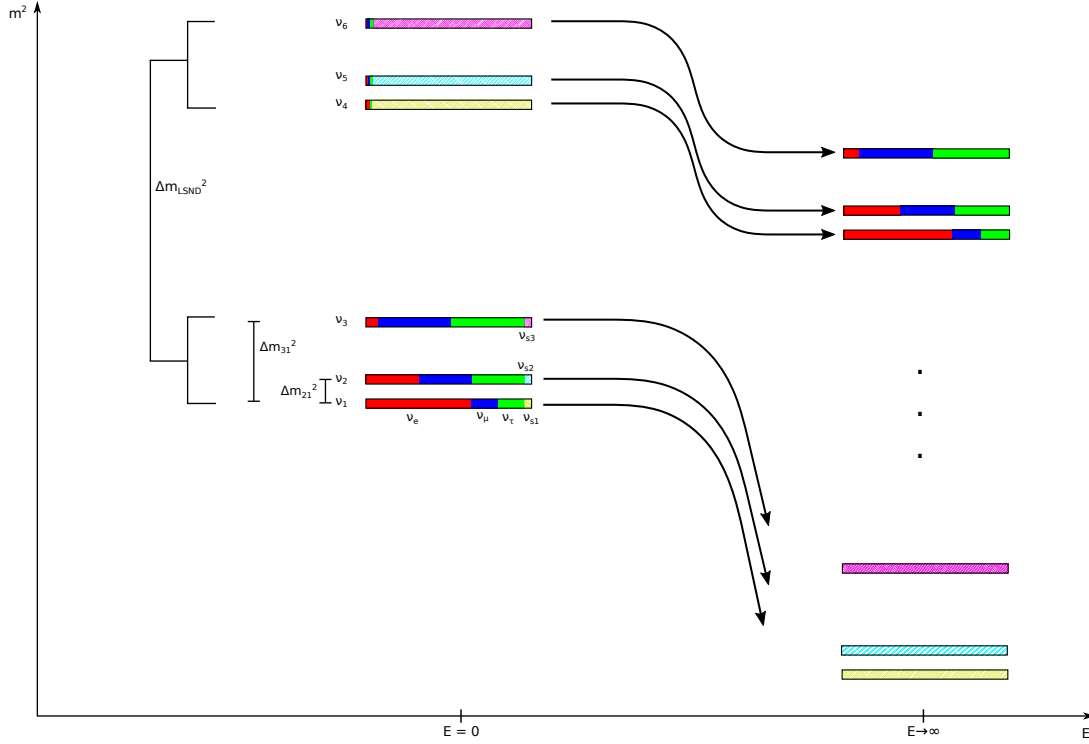 m²
ν₆
ν₅
ν₄
Δm_LSND²
ν₃
Δm₃₁²
ν_s3
ν_s2
ν₂
Δm₂₁²
ν₁
ν_e
ν_μ
ν_τ
ν_s1
E = 0
E→∞
E